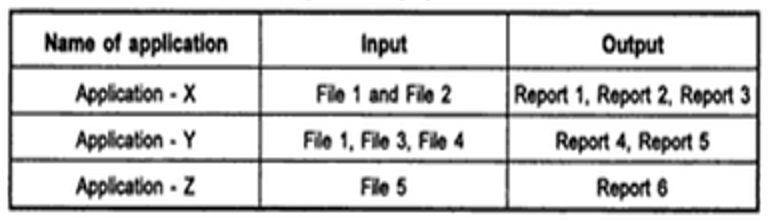 Name of application Input Output
Application - X File 1 and File 2 Report 1, Report 2, Report 3
Application - Y File 1, File 3, File 4 Report 4, Report 5
Application - Z File 5 Report 6